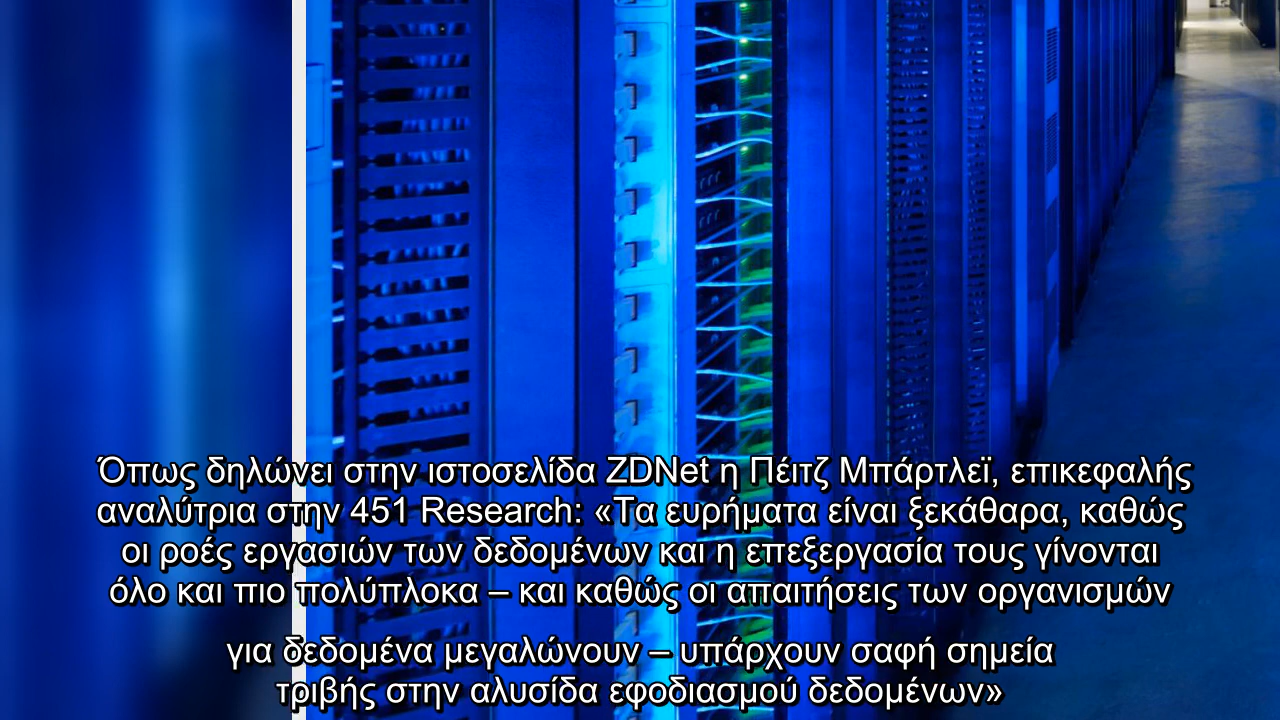 Όπως δηλώνει στην ιστοσελίδα ZDNet η Πέιτζ Μπάρτλεϊ, επικεφαλής
αναλύτρια στην 451 Research: «Τα ευρήματα είναι ξεκάθαρα, καθώς
οι ροές εργασιών των δεδομένων και η επεξεργασία τους γίνονται
όλο και πιο πολύπλοκα – και καθώς οι απαιτήσεις των οργανισμών
για δεδομένα μεγαλώνουν – υπάρχουν σαφή σημεία
τριβής στην αλυσίδα εφοδιασμού δεδομένων»